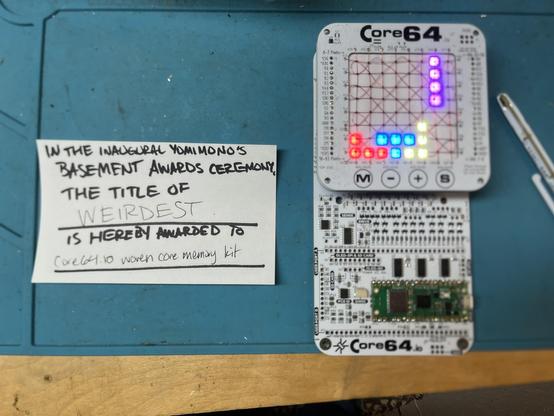 IN THE INAUGURAL YOMIMONO'S
BASEMENT AWARDS CEREMONY,
THE TITLE OF
WEIRDEST
IS HEREBY AWARDED TO
Core64.io woven core memory kit
Core64
M - + S
Core64.io